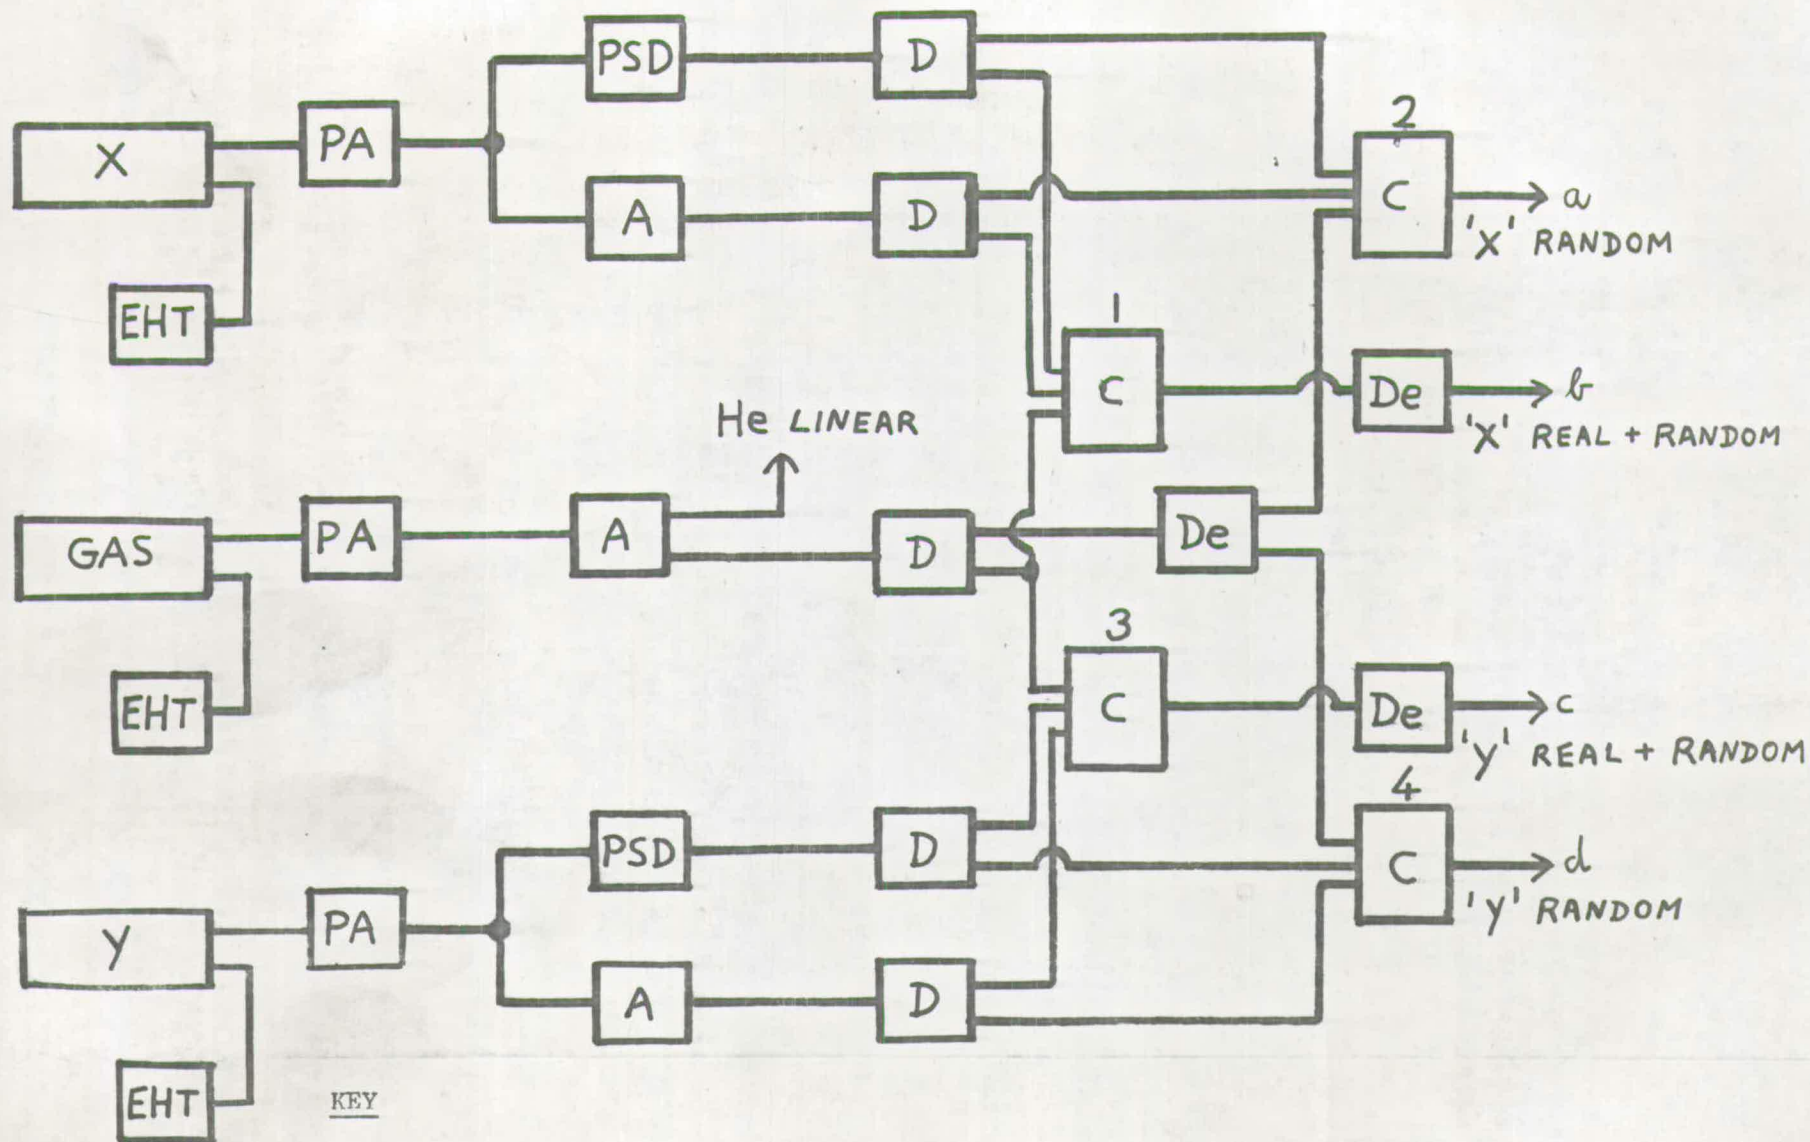 PSD
D
2
X
PA
C
a
A
D
'X' RANDOM
EHT
1
C
De
b
He LINEAR
'X' REAL + RANDOM
GAS
PA
A
D
De
3
EHT
C
De
c
'Y' REAL + RANDOM
4
PSD
D
C
d
'Y' RANDOM
Y
PA
A
D
EHT
KEY